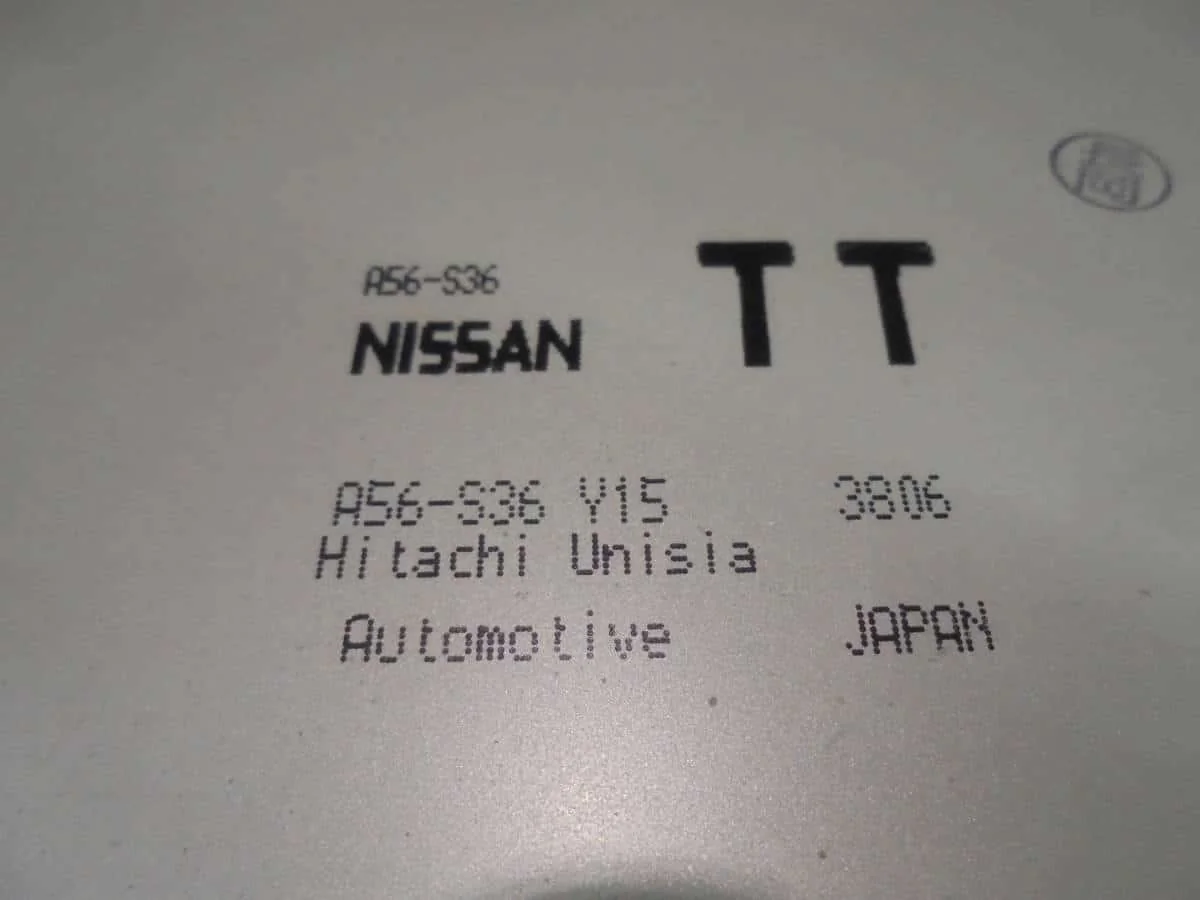 A56-S36
NISSAN TT
A56-S36 Y15 3806
Hitachi Unisia
Automotive JAPAN